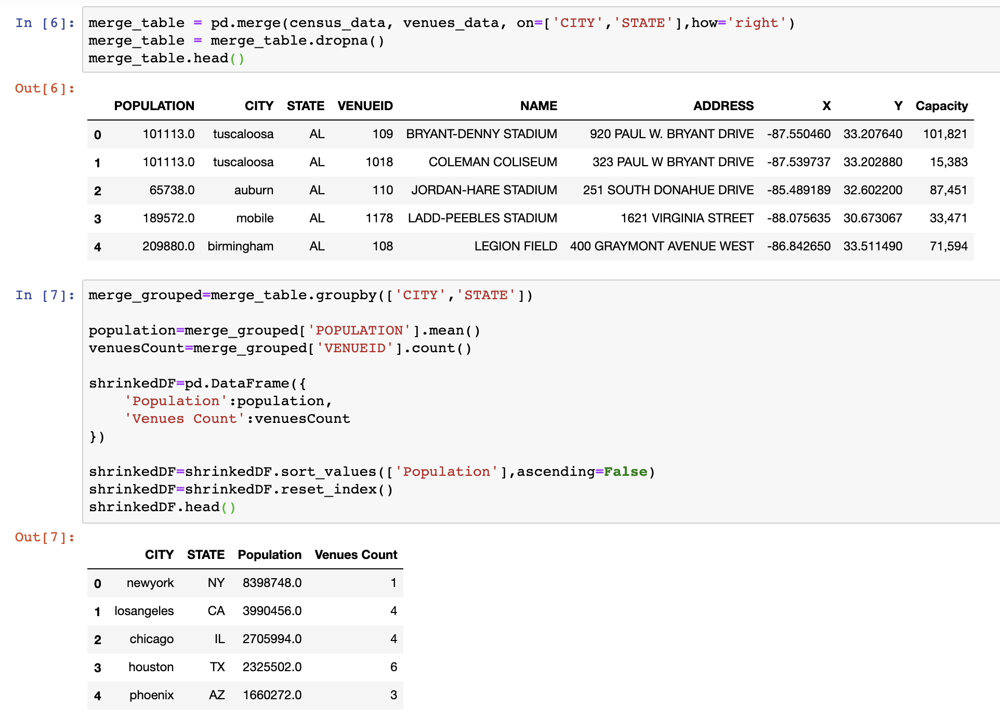 In [6]: merge_table = pd.merge(census_data, venues_data, on=['CITY','STATE'],how='right')
merge_table = merge_table.dropna()
merge_table.head()
Out[6]:
POPULATION CITY STATE VENUEID NAME ADDRESS X Y Capacity
0 101113.0 tuscaloosa AL 109 BRYANT-DENNY STADIUM 920 PAUL W. BRYANT DRIVE -87.550460 33.207640 101,821
1 101113.0 tuscaloosa AL 1018 COLEMAN COLISEUM 323 PAUL W BRYANT DRIVE -87.539737 33.202880 15,383
2 65738.0 auburn AL 110 JORDAN-HARE STADIUM 251 SOUTH DONAHUE DRIVE -85.489189 32.602200 87,451
3 189572.0 mobile AL 1178 LADD-PEEBLES STADIUM 1621 VIRGINIA STREET -88.075635 30.673067 33,471
4 209880.0 birmingham AL 108 LEGION FIELD 400 GRAYMONT AVENUE WEST -86.842650 33.511490 71,594
In [7]: merge_grouped=merge_table.groupby(['CITY','STATE'])
population=merge_grouped['POPULATION'].mean()
venuesCount=merge_grouped['VENUEID'].count()
shrinkedDF=pd.DataFrame({
'Population':population,
'Venues Count':venuesCount
})
shrinkedDF=shrinkedDF.sort_values(['Population'],ascending=False)
shrinkedDF=shrinkedDF.reset_index()
shrinkedDF.head()
Out[7]:
CITY STATE Population Venues Count
0 newyork NY 8398748.0 1
1 losangeles CA 3990456.0 4
2 chicago IL 2705994.0 4
3 houston TX 2325502.0 6
4 phoenix AZ 1660272.0 3